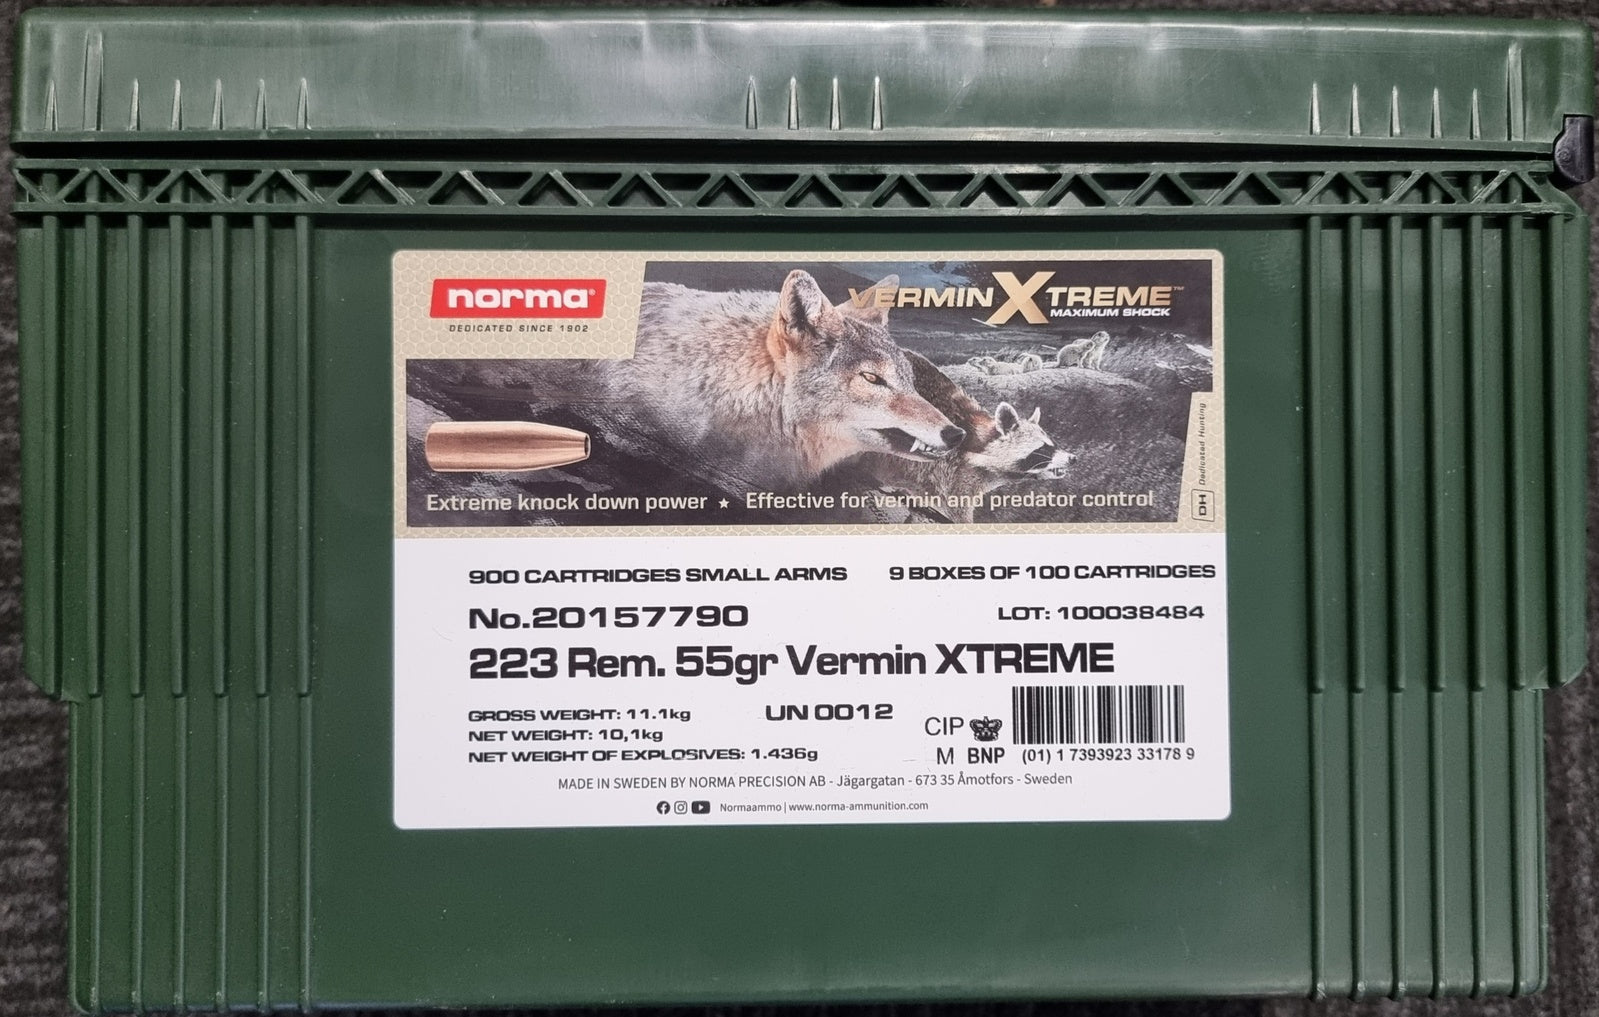 norma®
DEDICATED SINCE 1902
VERMIN XTREME™
MAXIMUM SHOCK
Extreme knock down power ★ Effective for vermin and predator control
DH Dedicated Hunting
900 CARTRIDGES SMALL ARMS 9 BOXES OF 100 CARTRIDGES
No.20157790 LOT: 100038484
223 Rem. 55gr Vermin XTREME
GROSS WEIGHT: 11.1kg UN 0012
NET WEIGHT: 10,1kg CIP
NET WEIGHT OF EXPLOSIVES: 1.436g M BNP (01) 1 7393923 33178 9
MADE IN SWEDEN BY NORMA PRECISION AB - Jägargatan - 673 35 Åmotfors - Sweden
Normaammo | www.norma-ammunition.com